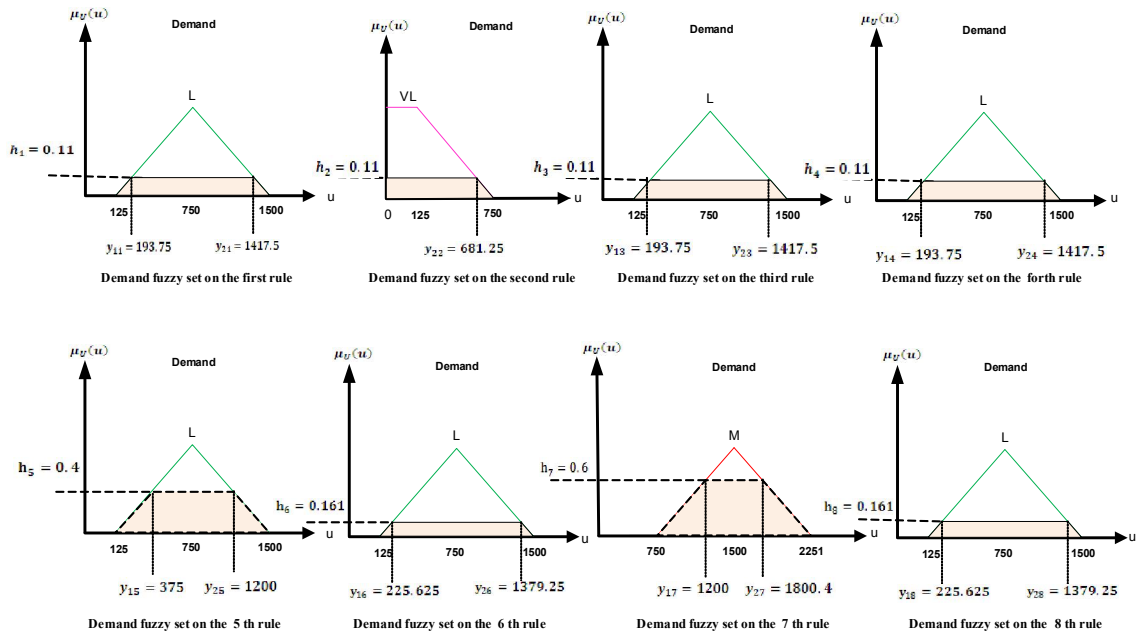 μ_U(u)
Demand
L
h₁ = 0.11
125
750
1500
u
y₁₁ = 193.75
y₂₁ = 1417.5
Demand fuzzy set on the first rule
μ_U(u)
Demand
VL
h₂ = 0.11
0
125
750
u
y₂₂ = 681.25
Demand fuzzy set on the second rule
μ_U(u)
Demand
L
h₃ = 0.11
125
750
1500
u
y₁₃ = 193.75
y₂₃ = 1417.5
Demand fuzzy set on the third rule
μ_U(u)
Demand
L
h₄ = 0.11
125
750
1500
u
y₁₄ = 193.75
y₂₄ = 1417.5
Demand fuzzy set on the forth rule
μ_U(u)
Demand
L
h₅ = 0.4
125
750
1500
u
y₁₅ = 375
y₂₅ = 1200
Demand fuzzy set on the 5 th rule
μ_U(u)
Demand
L
h₆ = 0.161
125
750
1500
u
y₁₆ = 225.625
y₂₆ = 1379.25
Demand fuzzy set on the 6 th rule
μ_U(u)
Demand
M
h₇ = 0.6
750
1500
2251
u
y₁₇ = 1200
y₂₇ = 1800.4
Demand fuzzy set on the 7 th rule
μ_U(u)
Demand
L
h₈ = 0.161
125
750
1500
u
y₁₈ = 225.625
y₂₈ = 1379.25
Demand fuzzy set on the 8 th rule